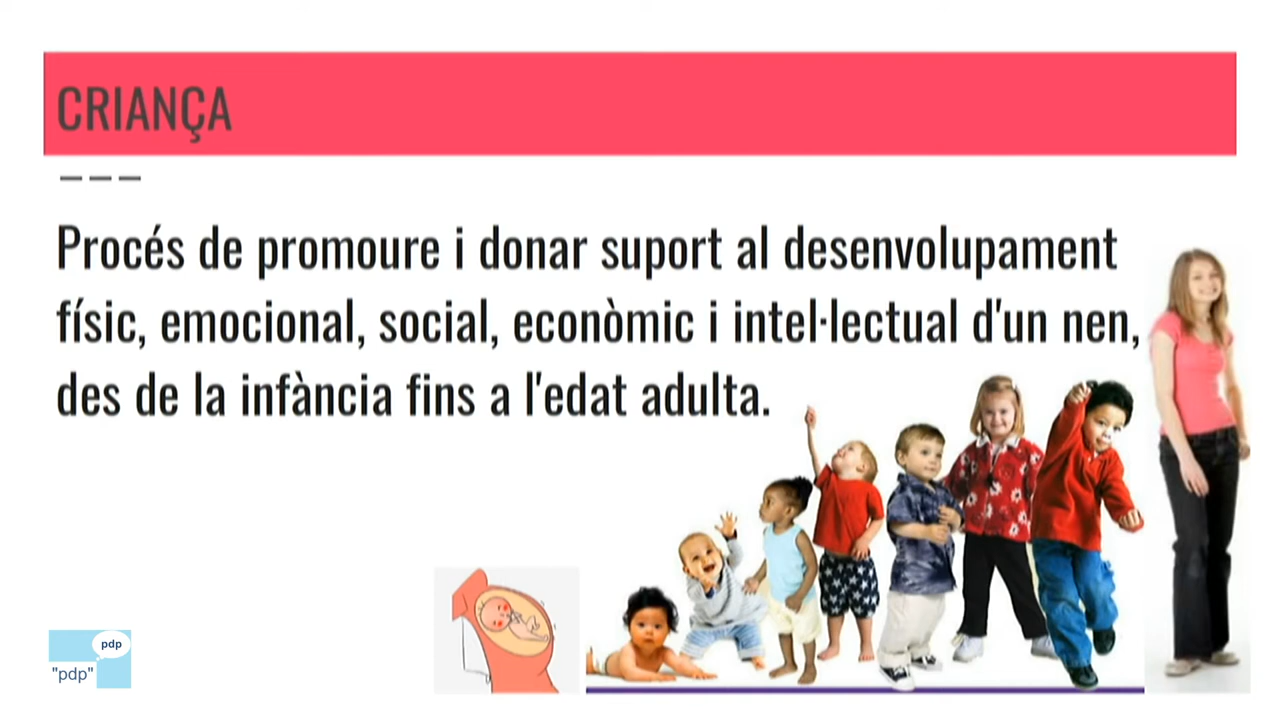 CRIANÇA
Procés de promoure i donar suport al desenvolupament
físic, emocional, social, econòmic i intel·lectual d'un nen,
des de la infància fins a l'edat adulta.
pdp
"pdp"